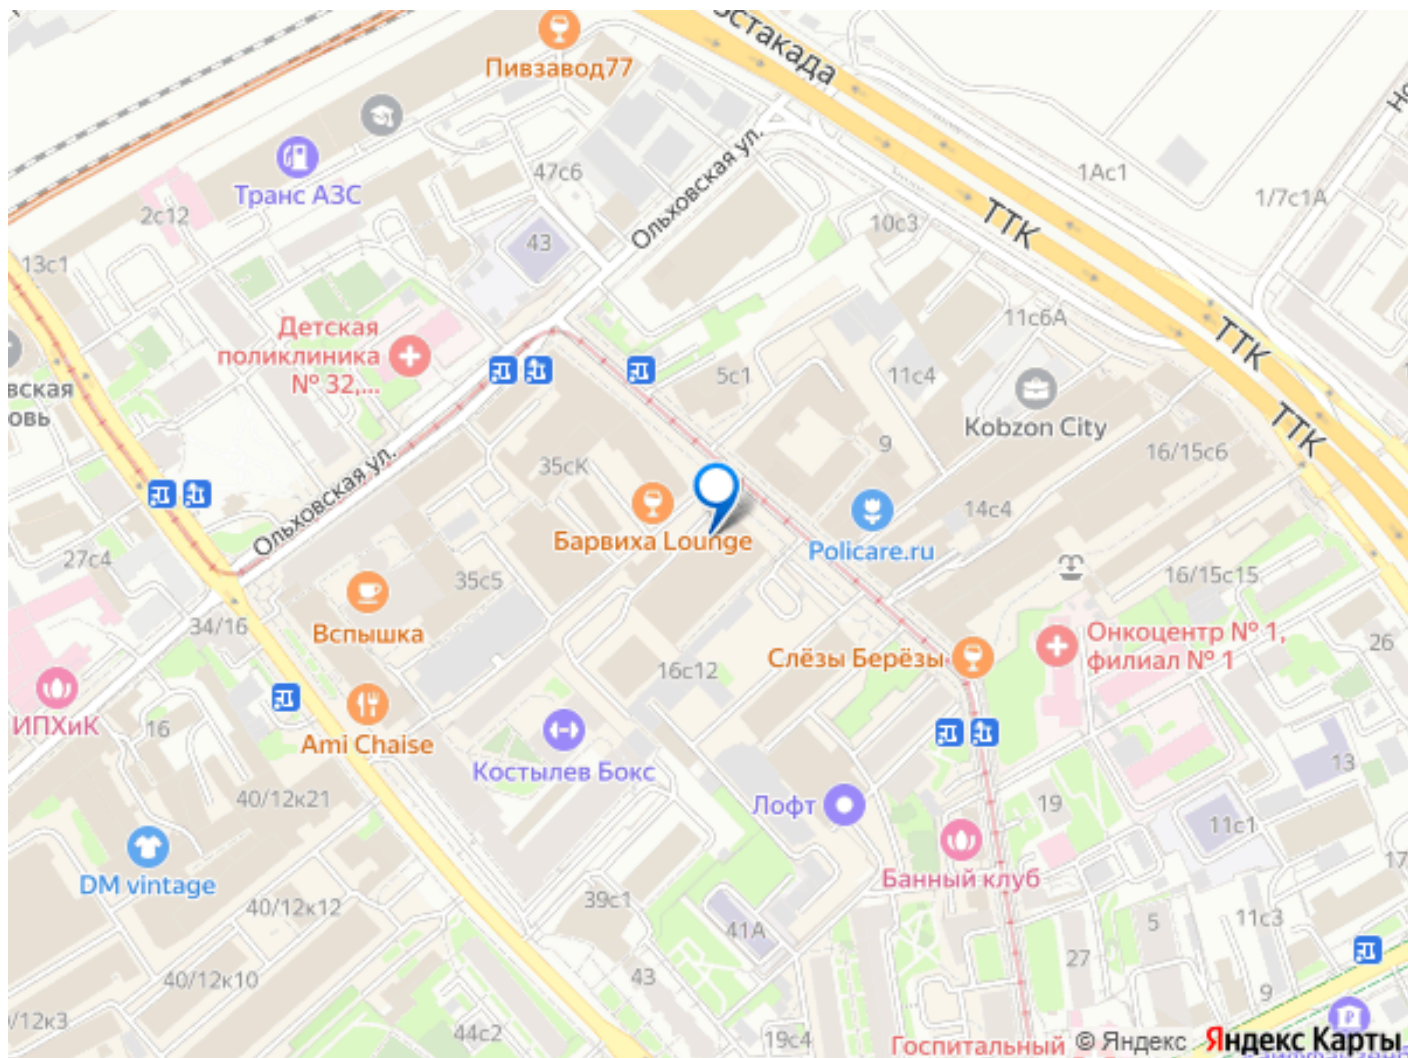 Эстакада
Пивзавод77
1Ас1
1/7с1А
Транс АЗС
47с6
Ольховская ул.
2с12
10с3
ТТК
43
13с1
11с6А
ТТК
Детская
поликлиника
№ 32,...
5с1
11с4
вская
овь
Kobzon City
ТТК
9
16/15с6
35сК
Ольховская ул.
14с4
Барвиха Lounge
Policare.ru
27с4
35с5
16/15с15
34/16
Вспышка
Онкоцентр № 1,
филиал № 1
26
Слёзы Берёзы
16с12
ИПХиК
16
Ami Chaise
Костылев Бокс
13
40/12к21
Лофт
19
11с1
17
DM vintage
Банный клуб
39с1
40/12к12
11с3
5
41А
27
40/12к10
43
9
/12к3
44с2
19с4
Госпитальный
© Яндекс Яндекс Карты